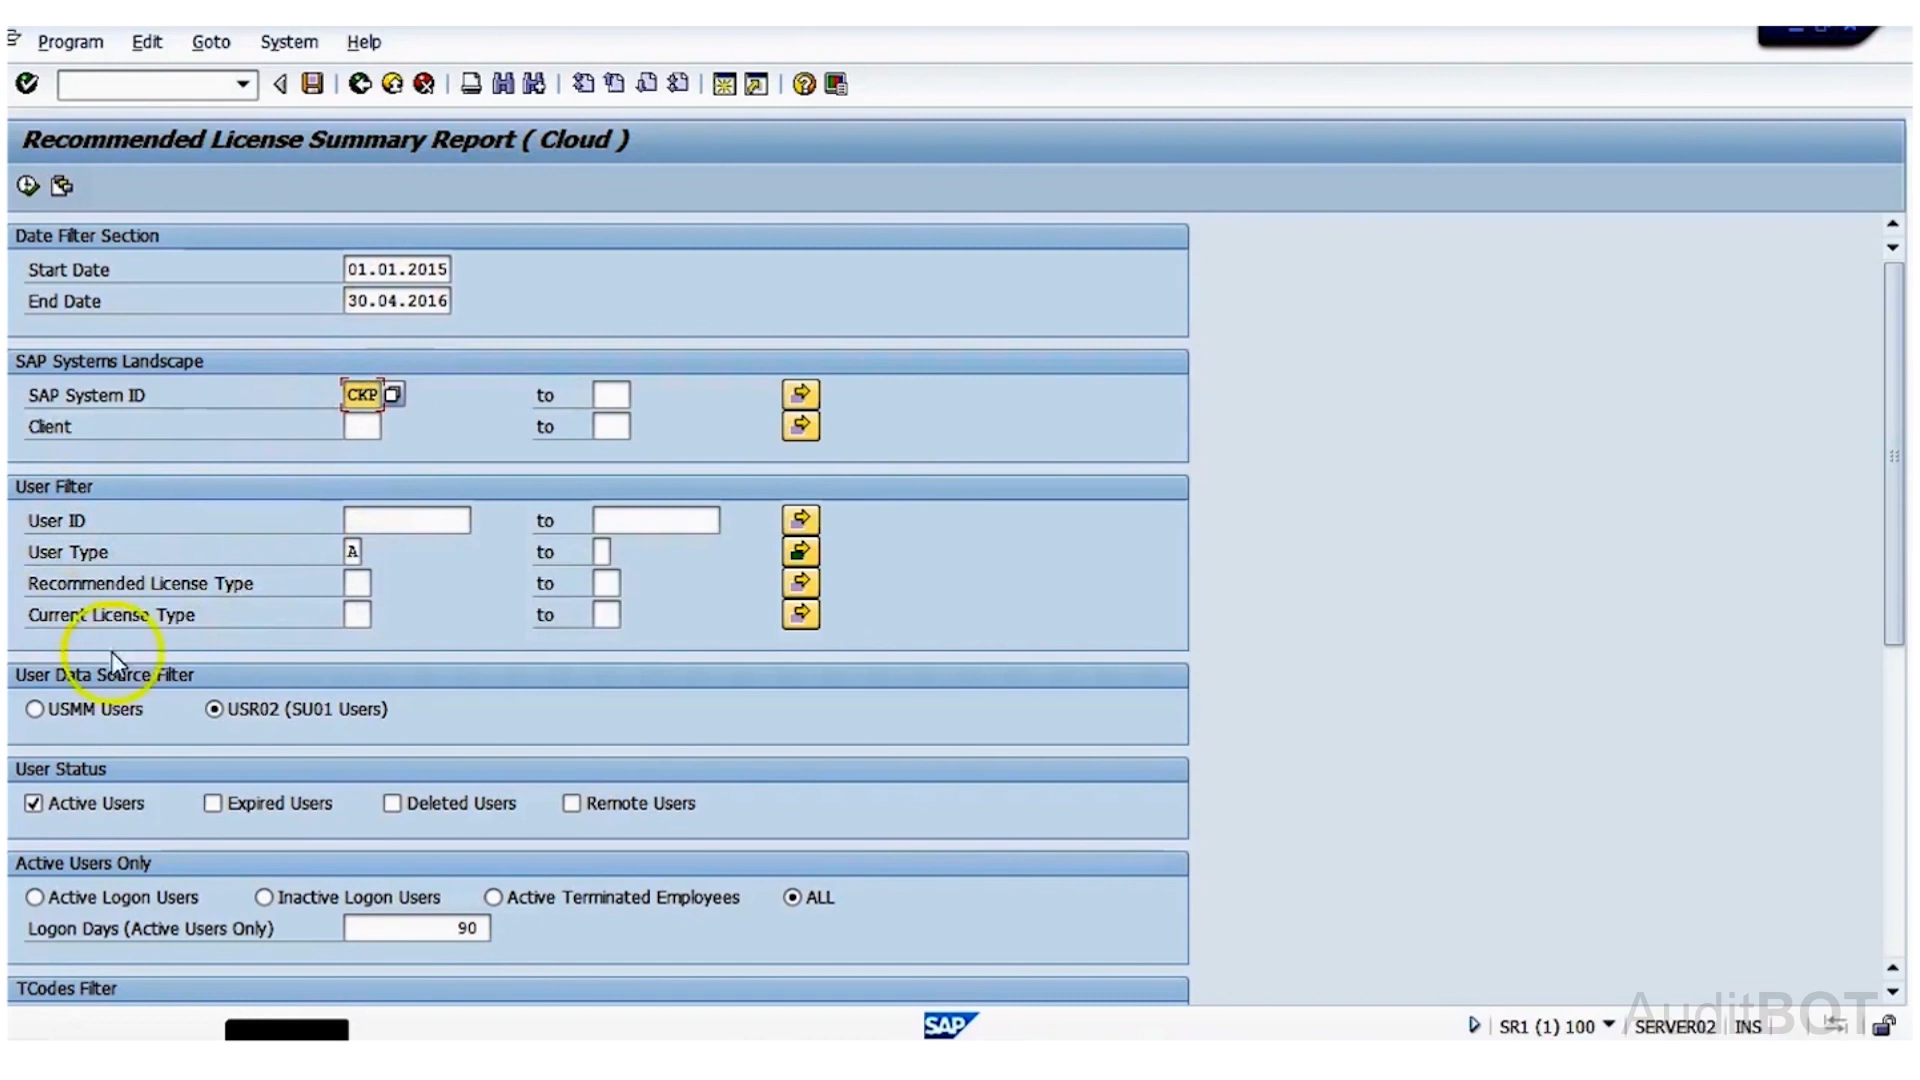 Program Edit Goto System Help
Recommended License Summary Report ( Cloud )
Date Filter Section
Start Date 01.01.2015
End Date 30.04.2016
SAP Systems Landscape
SAP System ID CKP to
Client to
User Filter
User ID to
User Type A to
Recommended License Type to
Current License Type to
User Data Source Filter
USMM Users USR02 (SU01 Users)
User Status
Active Users Expired Users Deleted Users Remote Users
Active Users Only
Active Logon Users Inactive Logon Users Active Terminated Employees ALL
Logon Days (Active Users Only) 90
TCodes Filter
AuditBOT
SAP SR1 (1) 100 SERVER02 INS